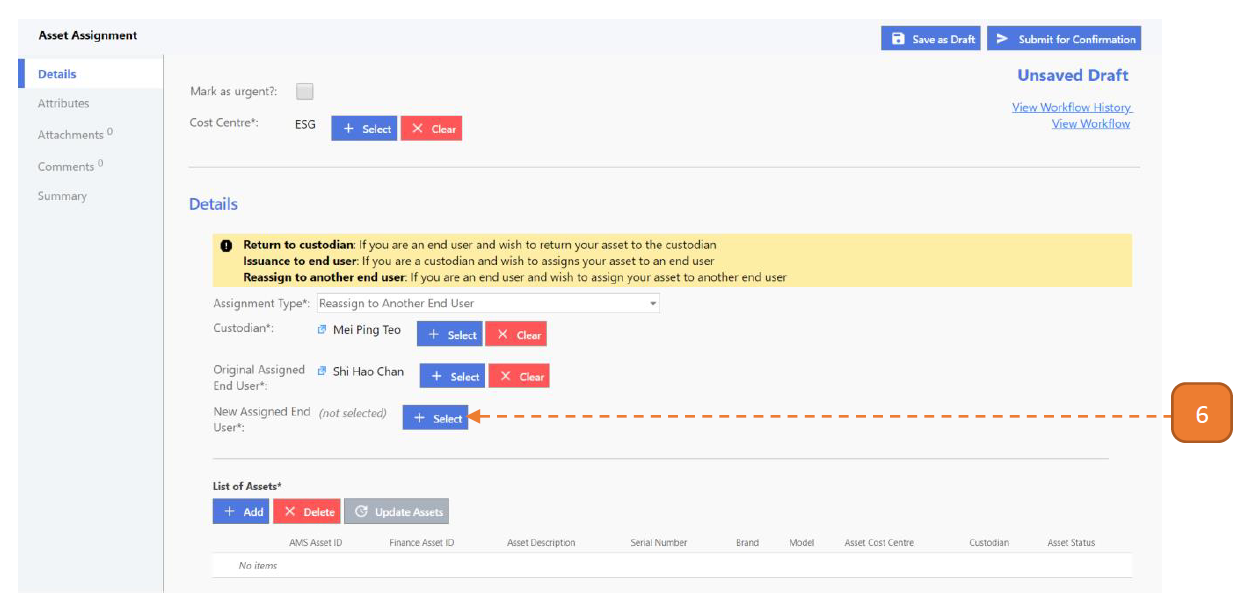 Asset Assignment
Save as Draft
Submit for Confirmation
Details
Attributes
Attachments 0
Comments 0
Summary
Unsaved Draft
View Workflow History
View Workflow
Mark as urgent?:
Cost Centre*: ESG + Select × Clear
Details
Return to custodian: If you are an end user and wish to return your asset to the custodian
Issuance to end user: If you are a custodian and wish to assigns your asset to an end user
Reassign to another end user: If you are an end user and wish to assign your asset to another end user
Assignment Type*: Reassign to Another End User
Custodian*: Mei Ping Teo + Select × Clear
Original Assigned End User*: Shi Hao Chan + Select × Clear
New Assigned End User*: (not selected) + Select
6
List of Assets*
+ Add × Delete Update Assets
AMS Asset ID Finance Asset ID Asset Description Serial Number Brand Model Asset Cost Centre Custodian Asset Status
No items